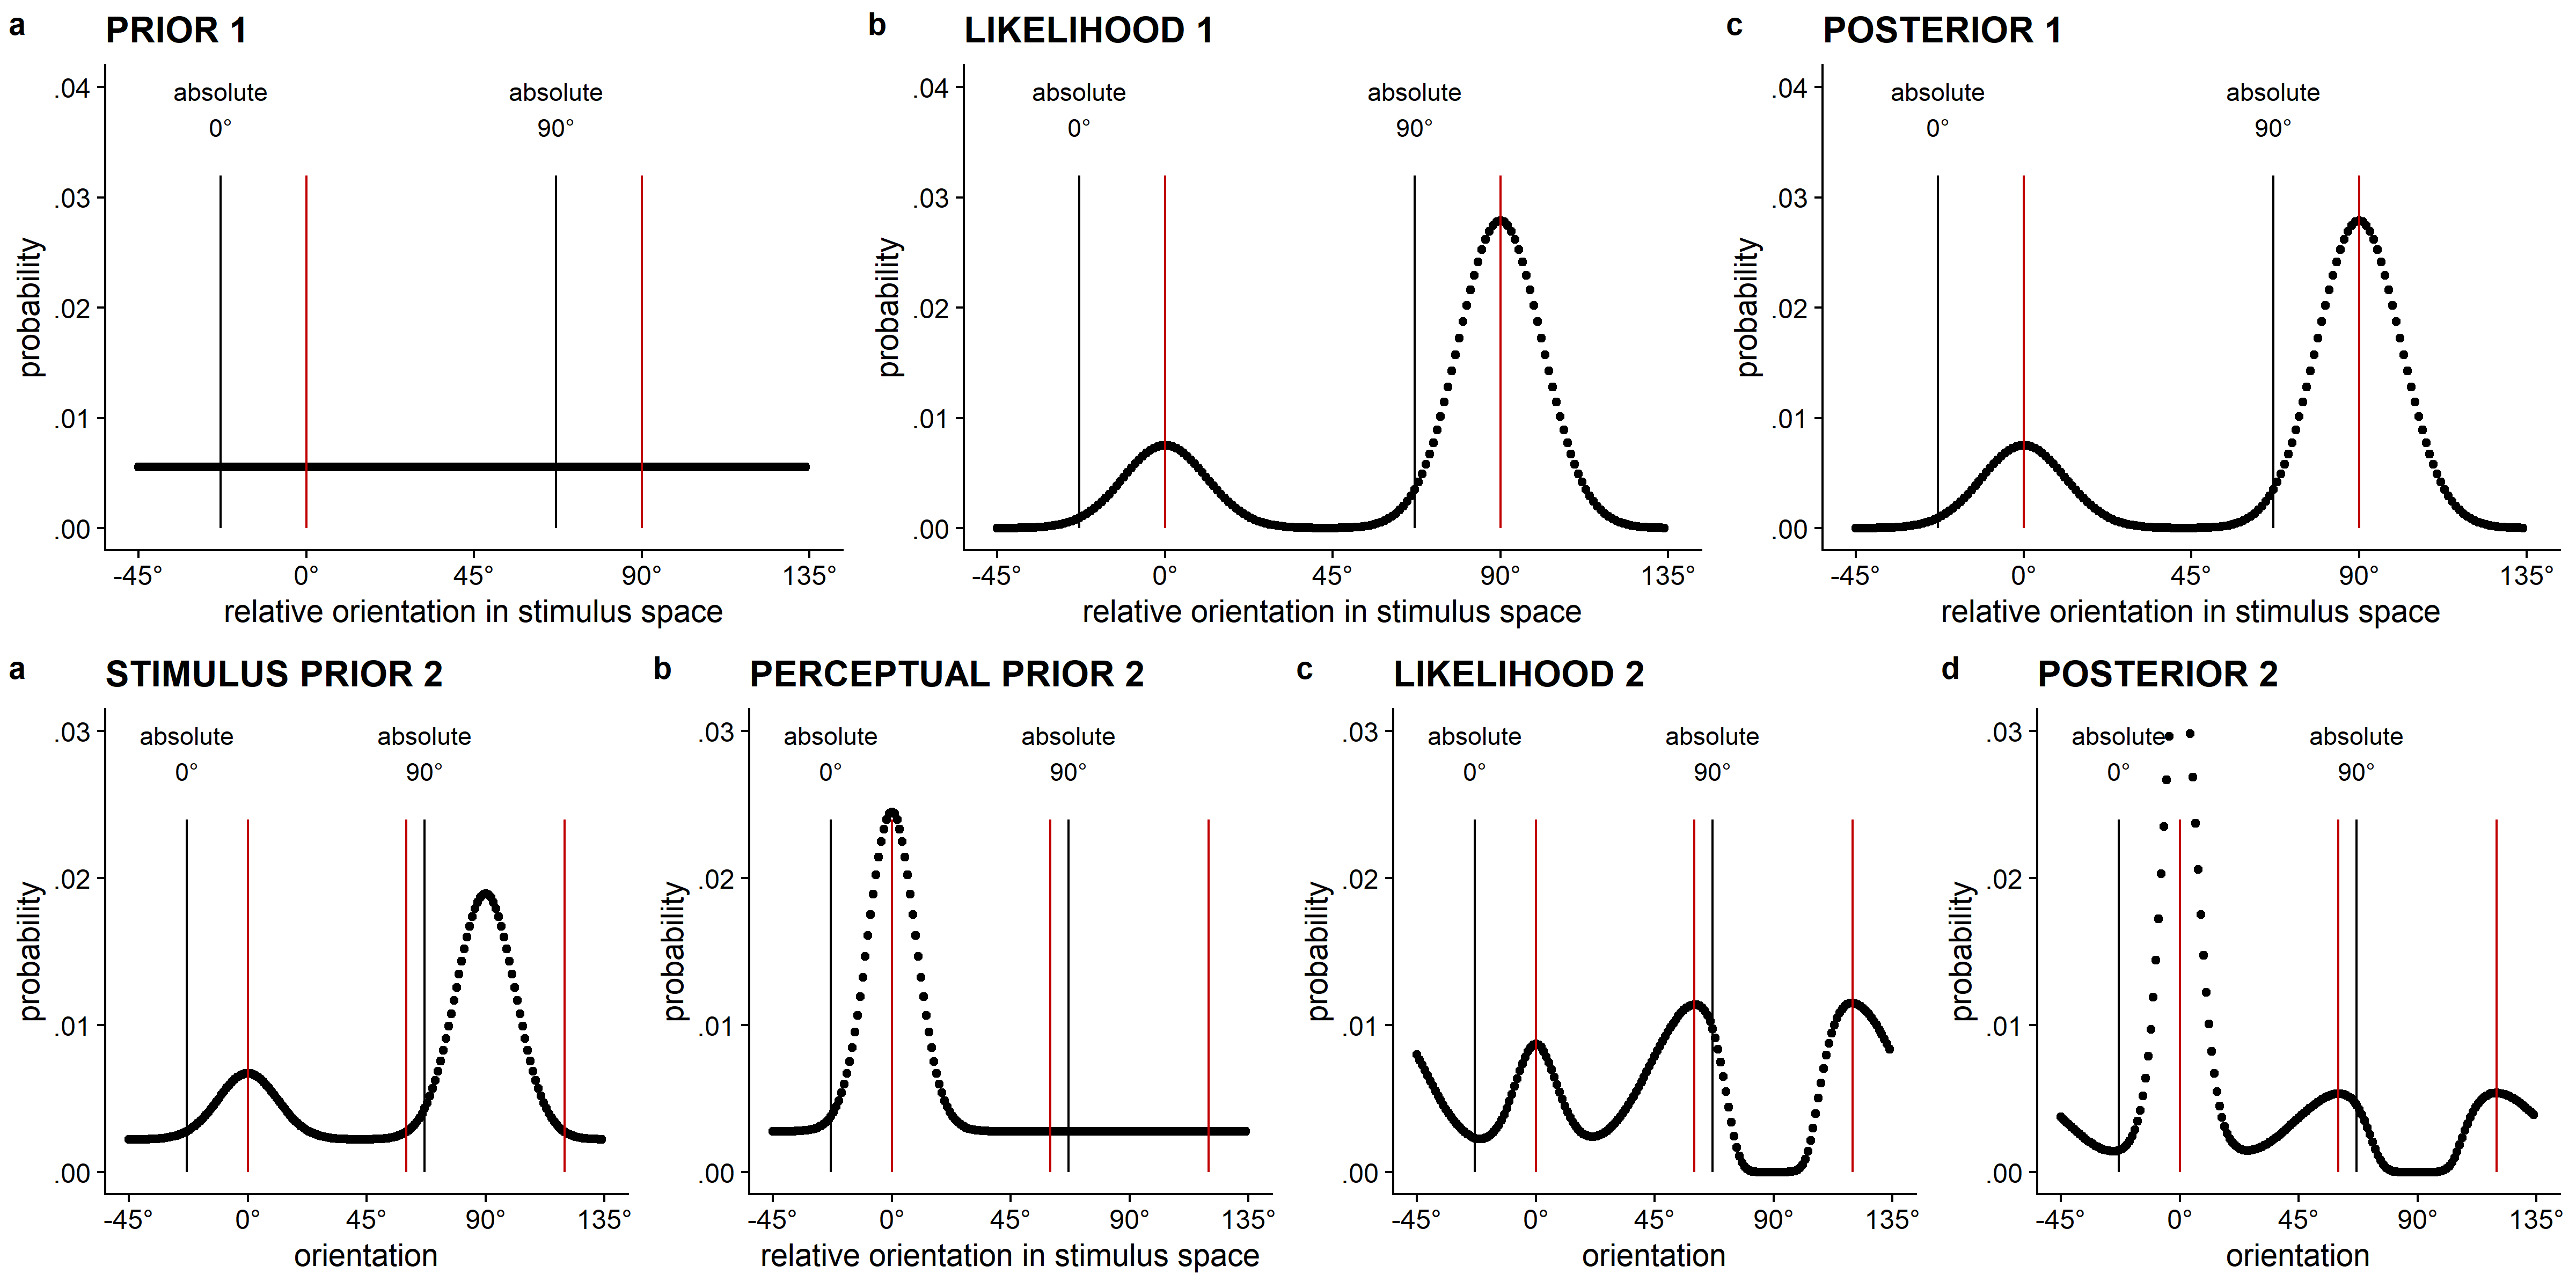 a PRIOR 1
.04
.03
.02
.01
.00
probability
absolute
0°
absolute
90°
-45° 0° 45° 90° 135°
relative orientation in stimulus space
b LIKELIHOOD 1
.04
.03
.02
.01
.00
probability
absolute
0°
absolute
90°
-45° 0° 45° 90° 135°
relative orientation in stimulus space
c POSTERIOR 1
.04
.03
.02
.01
.00
probability
absolute
0°
absolute
90°
-45° 0° 45° 90° 135°
relative orientation in stimulus space
a STIMULUS PRIOR 2
.03
.02
.01
.00
probability
absolute
0°
absolute
90°
-45° 0° 45° 90° 135°
orientation
b PERCEPTUAL PRIOR 2
.03
.02
.01
.00
probability
absolute
0°
absolute
90°
-45° 0° 45° 90° 135°
relative orientation in stimulus space
c LIKELIHOOD 2
.03
.02
.01
.00
probability
absolute
0°
absolute
90°
-45° 0° 45° 90° 135°
orientation
d POSTERIOR 2
.03
.02
.01
.00
probability
absolute
0°
absolute
90°
-45° 0° 45° 90° 135°
orientation